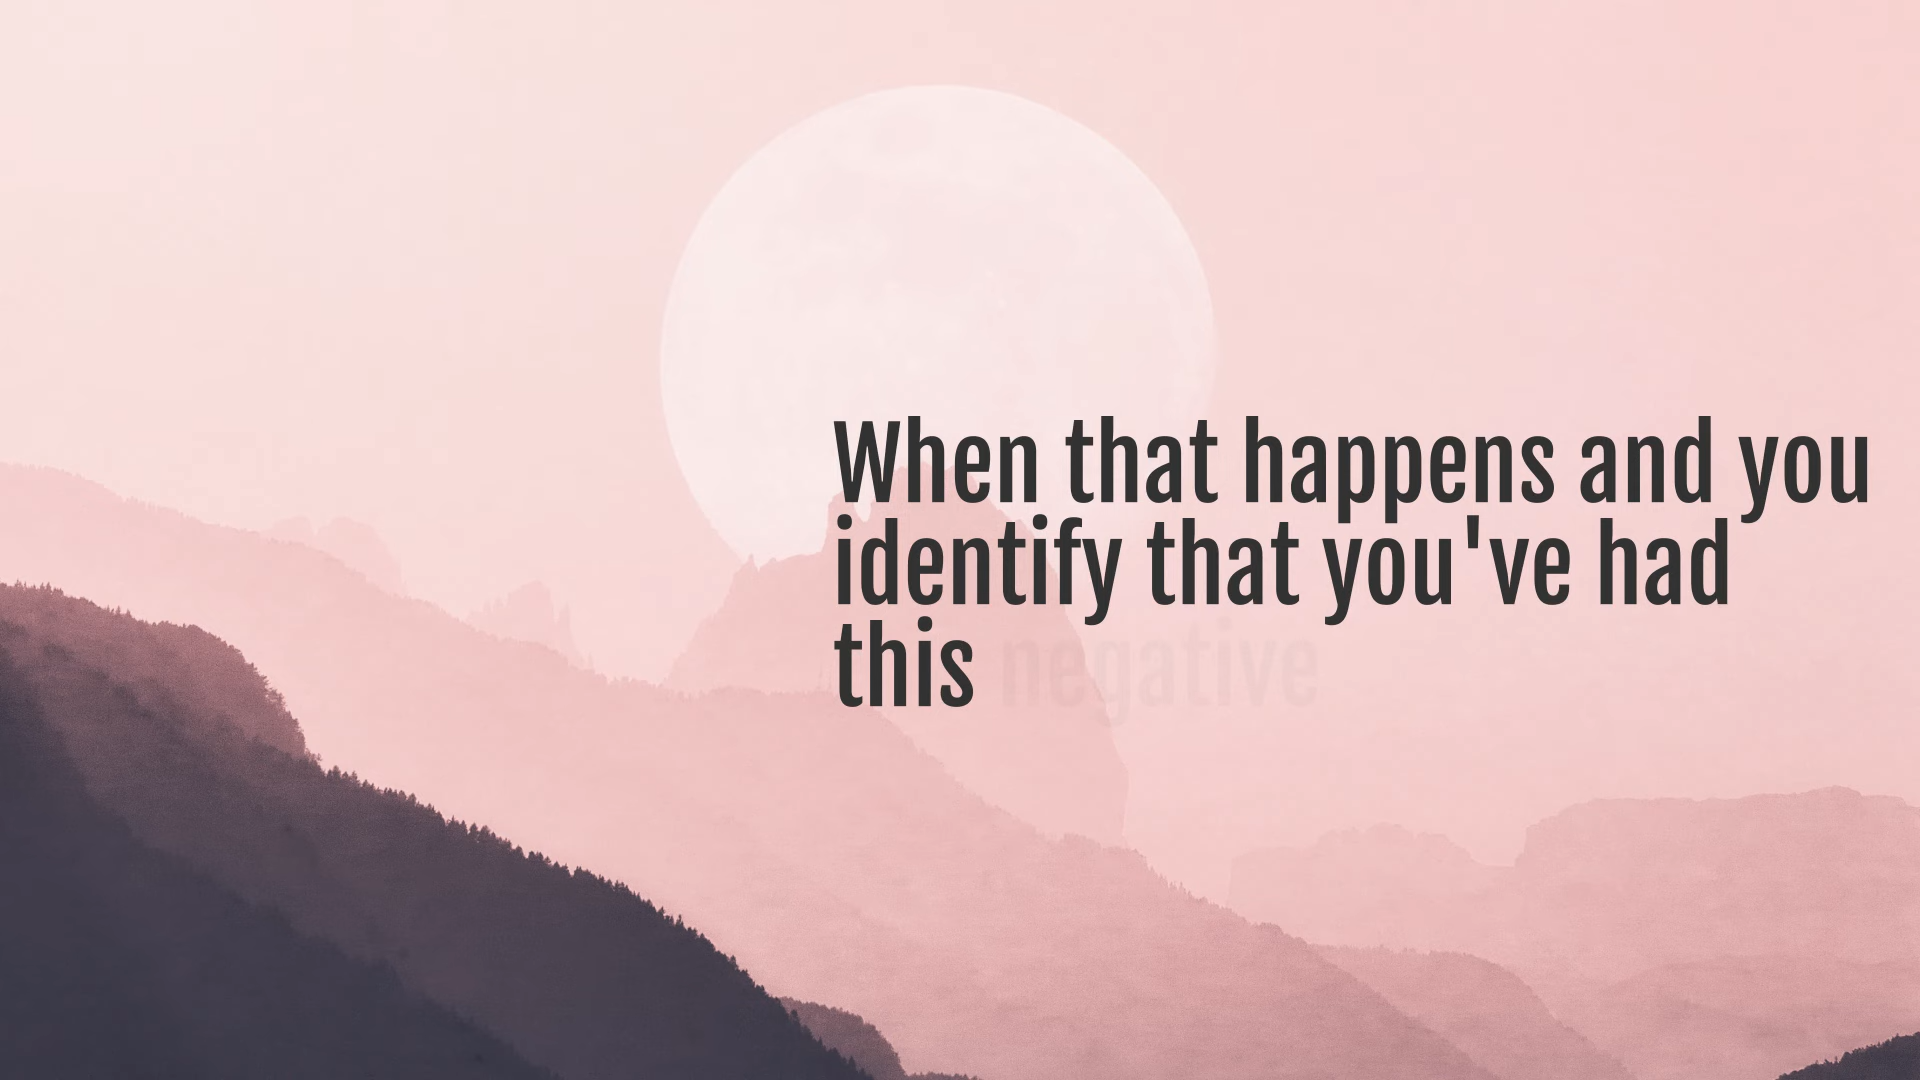 When that happens and you
identify that you've had
this negative